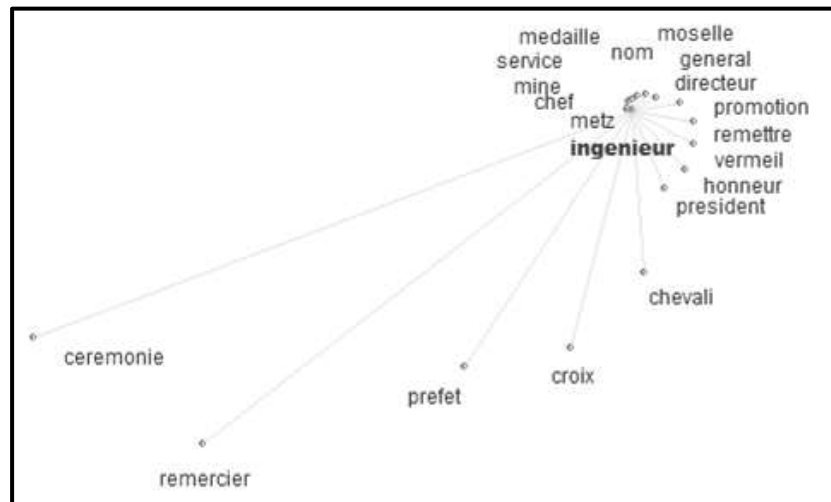 moselle
medaille
nom
general
service
directeur
mine
chef
promotion
metz
remettre
ingenieur
vermeil
honneur
president
chevali
ceremonie
croix
prefet
remercier